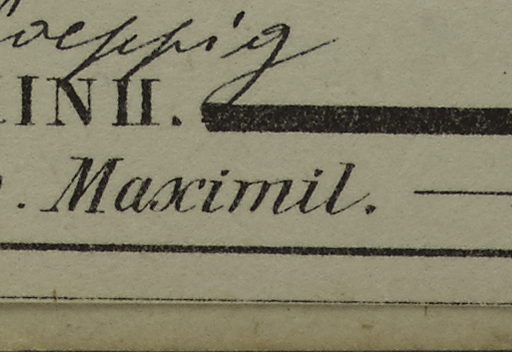 oeppig
INII.
. Maximil.